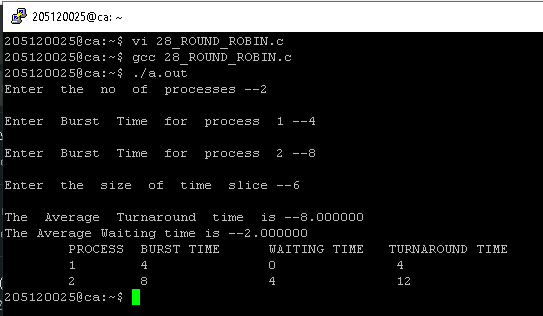 205120025@ca: ~
205120025@ca:~$ vi 28_ROUND_ROBIN.c
205120025@ca:~$ gcc 28_ROUND_ROBIN.c
205120025@ca:~$ ./a.out
Enter the no of processes --2
Enter Burst Time for process 1 --4
Enter Burst Time for process 2 --8
Enter the size of time slice --6
The Average Turnaround time is --8.000000
The Average Waiting time is --2.000000
PROCESS BURST TIME WAITING TIME TURNAROUND TIME
1 4 0 4
2 8 4 12
205120025@ca:~$